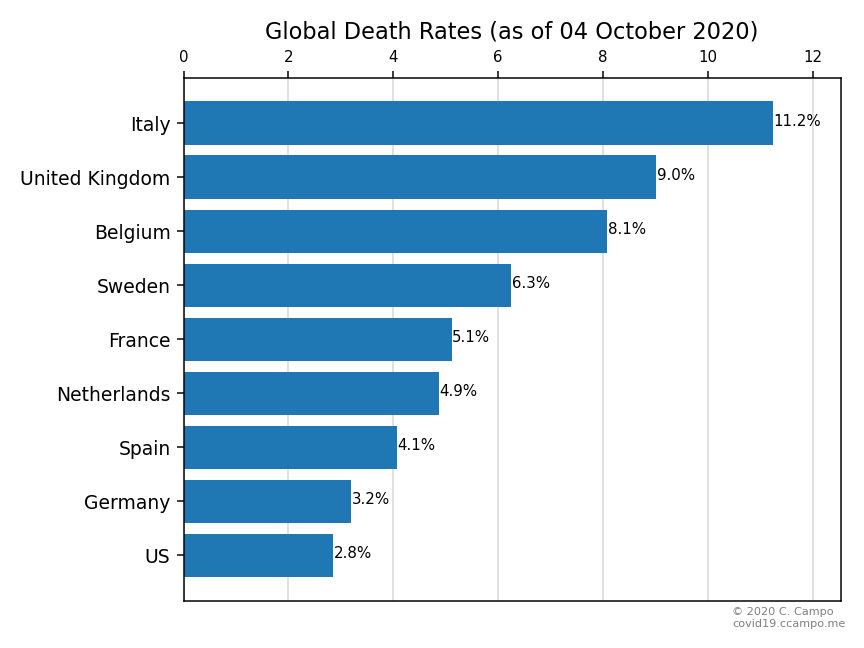 Global Death Rates (as of 04 October 2020)
0 2 4 6 8 10 12
Italy 11.2%
United Kingdom 9.0%
Belgium 8.1%
Sweden 6.3%
France 5.1%
Netherlands 4.9%
Spain 4.1%
Germany 3.2%
US 2.8%
© 2020 C. Campo
covid19.ccampo.me